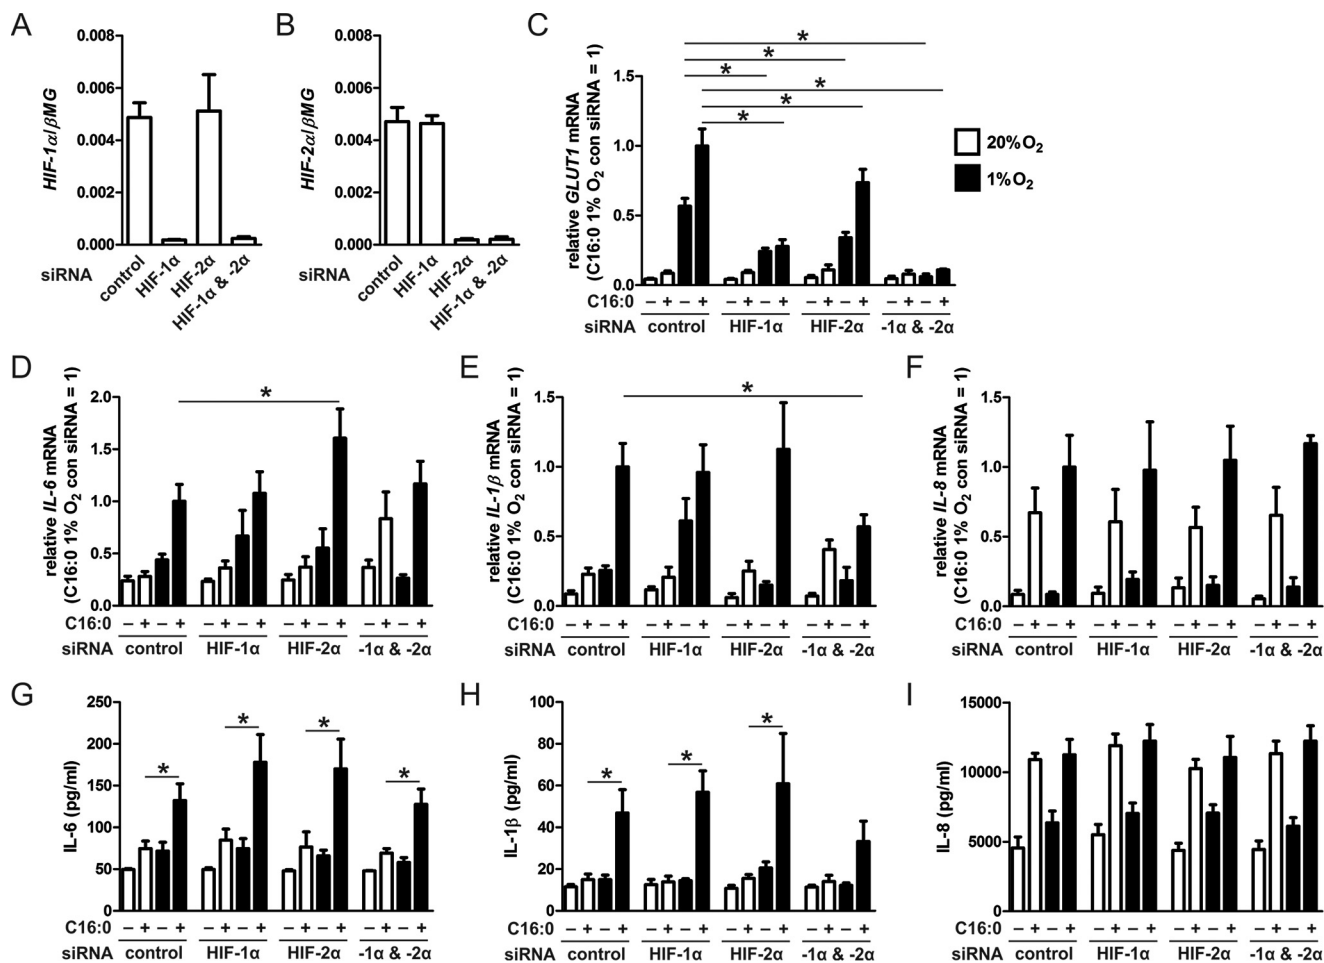 A
HIF-1α/βMG
0.008
0.006
0.004
0.002
0.000
siRNA
control
HIF-1α
HIF-2α
HIF-1α & -2α
B
HIF-2α/βMG
0.008
0.006
0.004
0.002
0.000
siRNA
control
HIF-1α
HIF-2α
HIF-1α & -2α
C
relative GLUT1 mRNA
(C16:0 1% O2 con siRNA = 1)
1.5
1.0
0.5
0.0
* * * * * *
C16:0 – + – + – + – + – + – + – + – +
siRNA control HIF-1α HIF-2α -1α & -2α
20%O2
1%O2
D
relative IL-6 mRNA
(C16:0 1% O2 con siRNA = 1)
2.0
1.5
1.0
0.5
0.0
*
C16:0 – + – + – + – + – + – + – + – +
siRNA control HIF-1α HIF-2α -1α & -2α
E
relative IL-1β mRNA
(C16:0 1% O2 con siRNA = 1)
1.5
1.0
0.5
0.0
*
C16:0 – + – + – + – + – + – + – + – +
siRNA control HIF-1α HIF-2α -1α & -2α
F
relative IL-8 mRNA
(C16:0 1% O2 con siRNA = 1)
1.5
1.0
0.5
0.0
C16:0 – + – + – + – + – + – + – + – +
siRNA control HIF-1α HIF-2α -1α & -2α
G
IL-6 (pg/ml)
250
200
150
100
50
0
* * * *
C16:0 – + – + – + – + – + – + – + – +
siRNA control HIF-1α HIF-2α -1α & -2α
H
IL-1β (pg/ml)
100
80
60
40
20
0
* * *
C16:0 – + – + – + – + – + – + – + – +
siRNA control HIF-1α HIF-2α -1α & -2α
I
IL-8 (pg/ml)
15000
10000
5000
0
C16:0 – + – + – + – + – + – + – + – +
siRNA control HIF-1α HIF-2α -1α & -2α